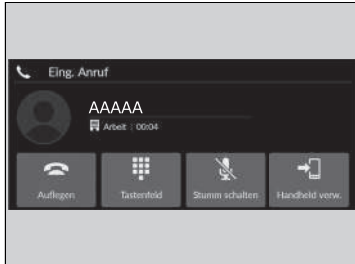 Eing. Anruf
AAAAA
Arbeit | 00:04
Auflegen
Tastenfeld
Stumm schalten
Handheld verw.